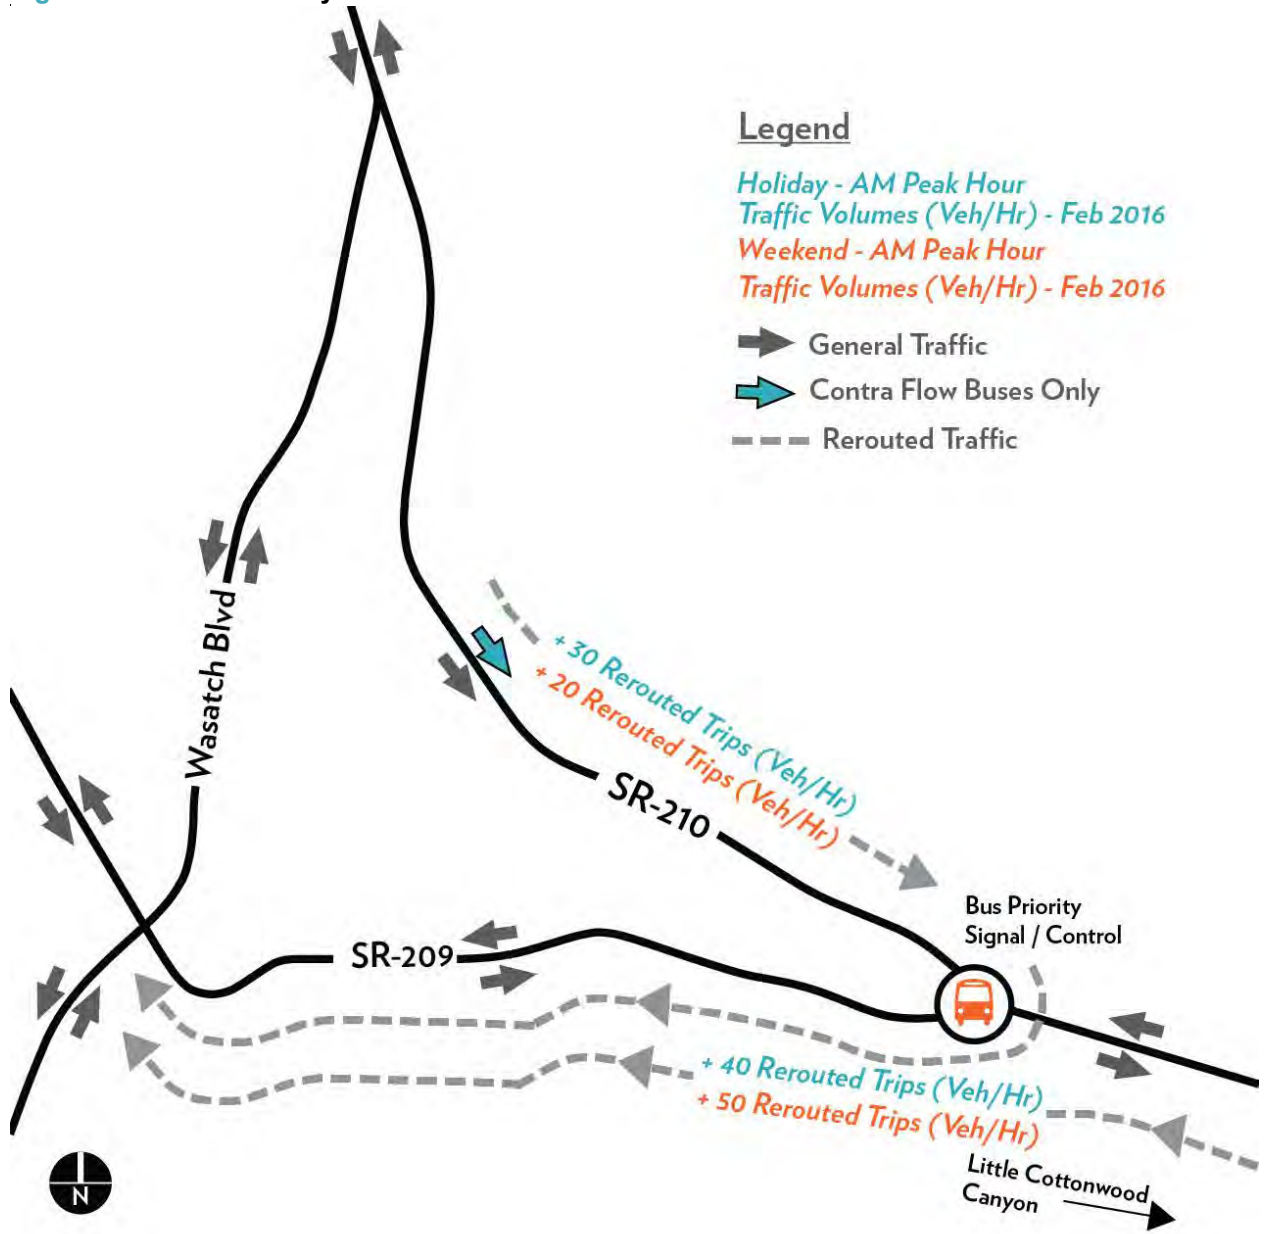 Legend
Holiday - AM Peak Hour
Traffic Volumes (Veh/Hr) - Feb 2016
Weekend - AM Peak Hour
Traffic Volumes (Veh/Hr) - Feb 2016
General Traffic
Contra Flow Buses Only
Rerouted Traffic
Wasatch Blvd
+ 30 Rerouted Trips (Veh/Hr)
+ 20 Rerouted Trips (Veh/Hr)
SR-210
Bus Priority
Signal / Control
SR-209
+ 40 Rerouted Trips (Veh/Hr)
+ 50 Rerouted Trips (Veh/Hr)
Little Cottonwood
Canyon
N